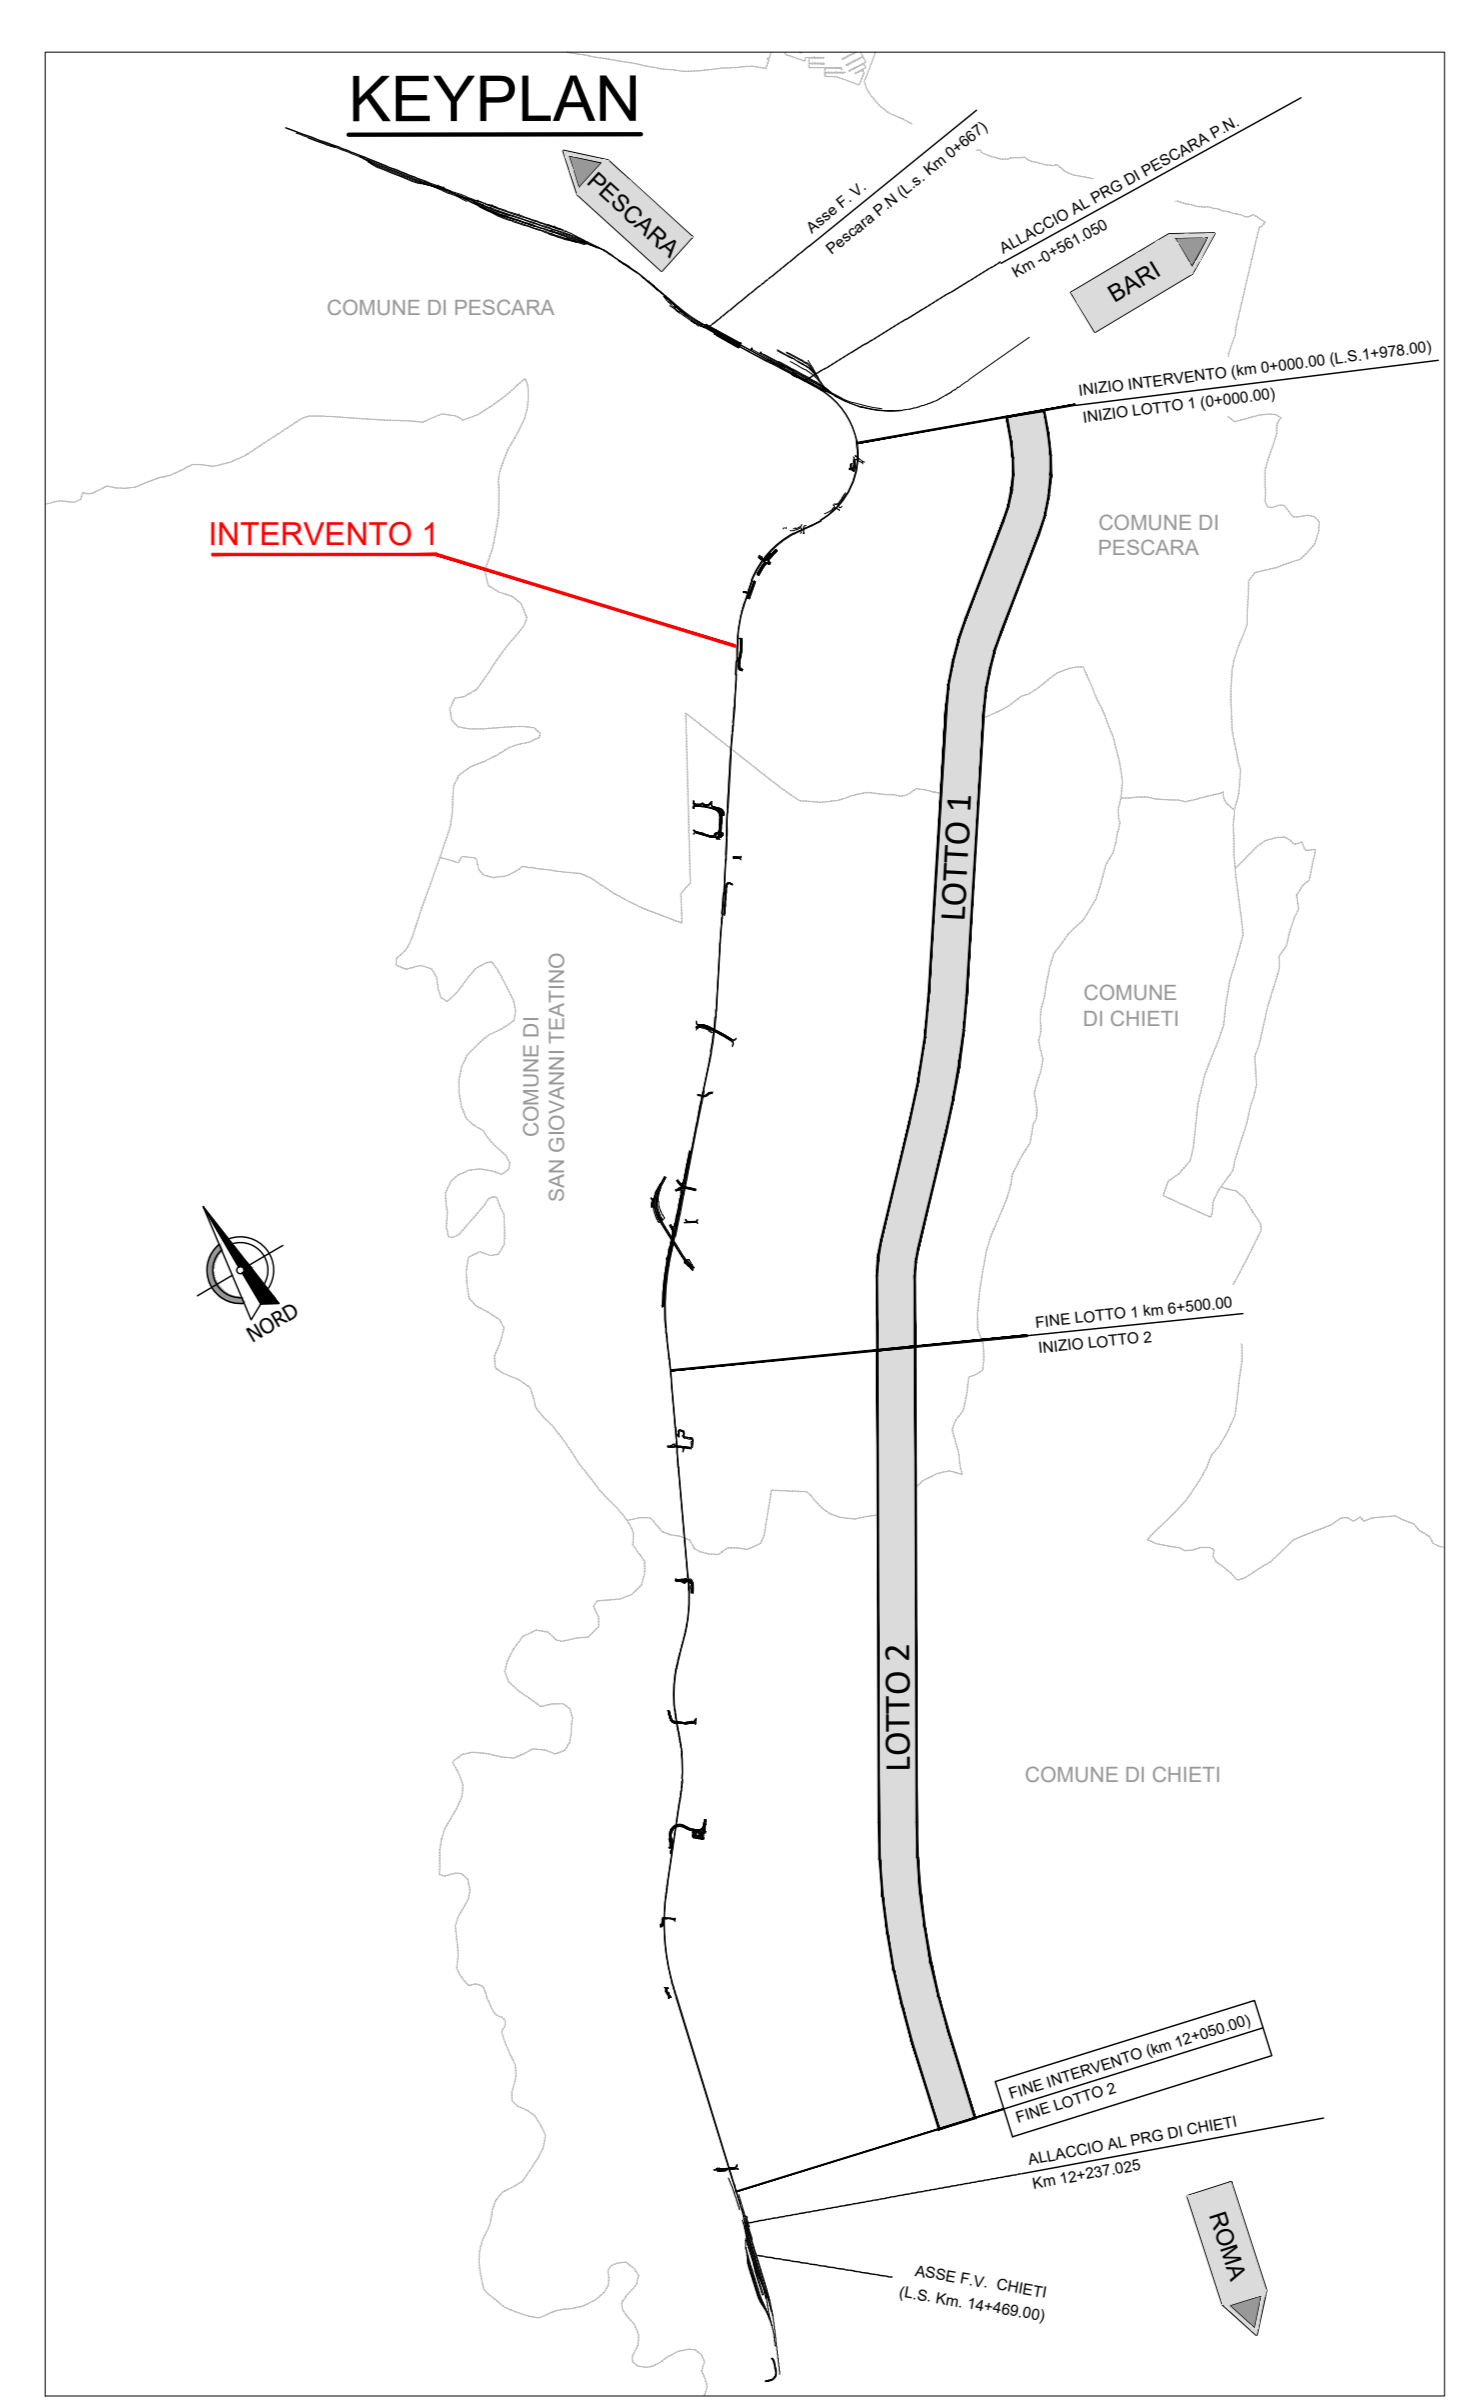 KEYPLAN
PESCARA
Asse F. V.
Pescara P.N (L.s. Km 0+667)
ALLACCIO AL PRG DI PESCARA P.N.
Km -0+561.050
BARI
COMUNE DI PESCARA
INIZIO INTERVENTO (km 0+000.00 (L.S.1+978.00)
INIZIO LOTTO 1 (0+000.00)
INTERVENTO 1
COMUNE DI
PESCARA
LOTTO 1
COMUNE DI
SAN GIOVANNI TEATINO
COMUNE
DI CHIETI
NORD
FINE LOTTO 1 km 6+500.00
INIZIO LOTTO 2
LOTTO 2
COMUNE DI CHIETI
FINE INTERVENTO (km 12+050.00)
FINE LOTTO 2
ALLACCIO AL PRG DI CHIETI
Km 12+237.025
ROMA
ASSE F.V. CHIETI
(L.S. Km. 14+469.00)